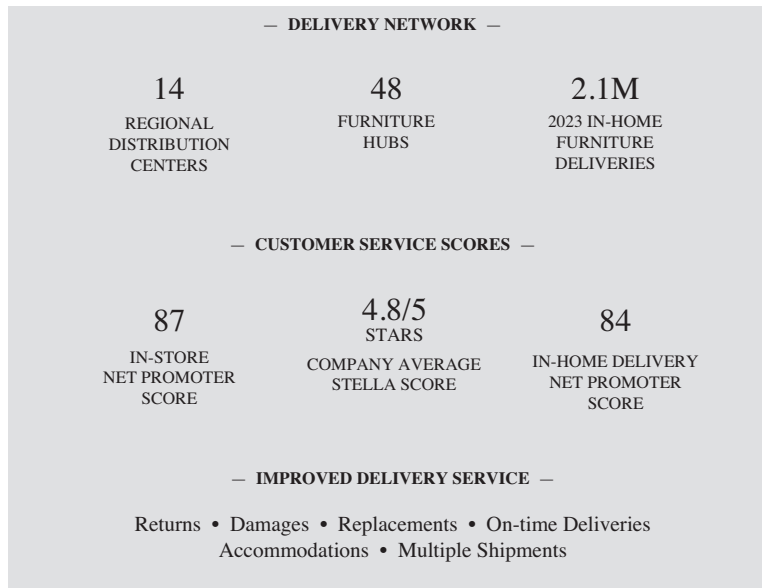 — DELIVERY NETWORK —
14
REGIONAL
DISTRIBUTION
CENTERS
48
FURNITURE
HUBS
2.1M
2023 IN-HOME
FURNITURE
DELIVERIES
— CUSTOMER SERVICE SCORES —
87
IN-STORE
NET PROMOTER
SCORE
4.8/5
STARS
COMPANY AVERAGE
STELLA SCORE
84
IN-HOME DELIVERY
NET PROMOTER
SCORE
— IMPROVED DELIVERY SERVICE —
Returns • Damages • Replacements • On-time Deliveries
Accommodations • Multiple Shipments